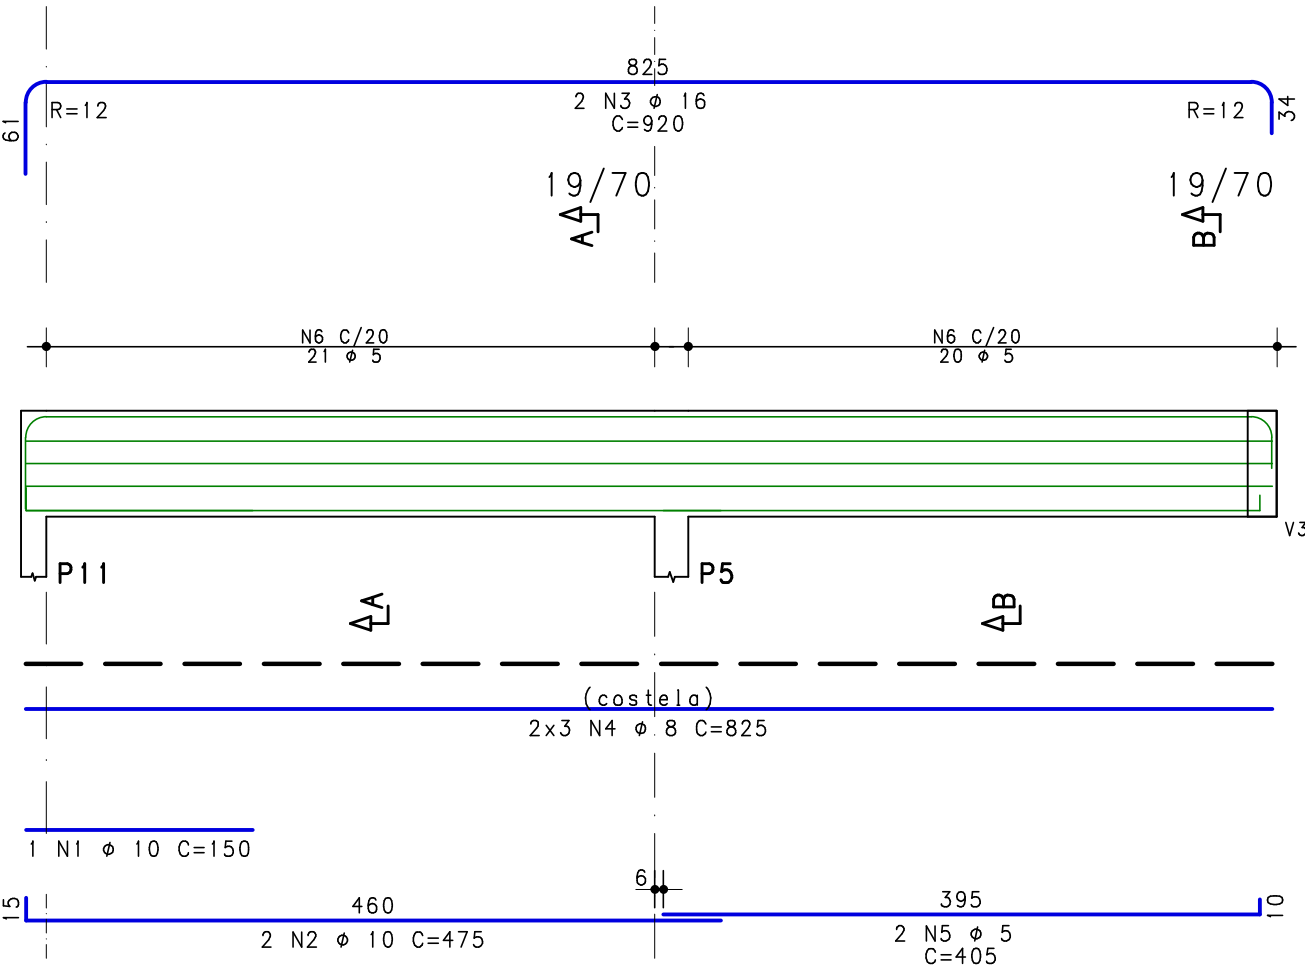 825
R=12
2 N3 ϕ 16
R=12
C=920
61
34
19/70
19/70
A
B
N6 C/20
21 ϕ 5
N6 C/20
20 ϕ 5
V3
P11
P5
A
B
(costela)
2x3 N4 ϕ 8 C=825
1 N1 ϕ 10 C=150
6
15
460
395
10
2 N2 ϕ 10 C=475
2 N5 ϕ 5
C=405